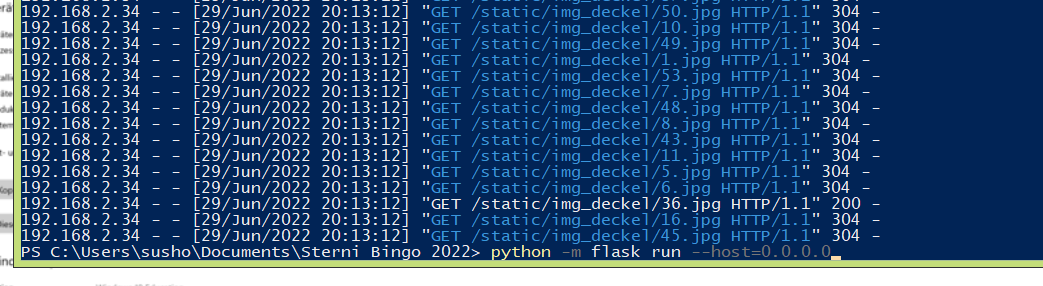 192.168.2.34 - - [29/Jun/2022 20:13:12] "GET /static/img_deckel/50.jpg HTTP/1.1" 304 -
192.168.2.34 - - [29/Jun/2022 20:13:12] "GET /static/img_deckel/10.jpg HTTP/1.1" 304 -
192.168.2.34 - - [29/Jun/2022 20:13:12] "GET /static/img_deckel/49.jpg HTTP/1.1" 304 -
192.168.2.34 - - [29/Jun/2022 20:13:12] "GET /static/img_deckel/1.jpg HTTP/1.1" 304 -
192.168.2.34 - - [29/Jun/2022 20:13:12] "GET /static/img_deckel/53.jpg HTTP/1.1" 304 -
192.168.2.34 - - [29/Jun/2022 20:13:12] "GET /static/img_deckel/7.jpg HTTP/1.1" 304 -
192.168.2.34 - - [29/Jun/2022 20:13:12] "GET /static/img_deckel/48.jpg HTTP/1.1" 304 -
192.168.2.34 - - [29/Jun/2022 20:13:12] "GET /static/img_deckel/8.jpg HTTP/1.1" 304 -
192.168.2.34 - - [29/Jun/2022 20:13:12] "GET /static/img_deckel/43.jpg HTTP/1.1" 304 -
192.168.2.34 - - [29/Jun/2022 20:13:12] "GET /static/img_deckel/11.jpg HTTP/1.1" 304 -
192.168.2.34 - - [29/Jun/2022 20:13:12] "GET /static/img_deckel/5.jpg HTTP/1.1" 304 -
192.168.2.34 - - [29/Jun/2022 20:13:12] "GET /static/img_deckel/6.jpg HTTP/1.1" 304 -
192.168.2.34 - - [29/Jun/2022 20:13:12] "GET /static/img_deckel/36.jpg HTTP/1.1" 200 -
192.168.2.34 - - [29/Jun/2022 20:13:12] "GET /static/img_deckel/16.jpg HTTP/1.1" 304 -
192.168.2.34 - - [29/Jun/2022 20:13:12] "GET /static/img_deckel/45.jpg HTTP/1.1" 304 -
PS C:\Users\susho\Documents\Sterni Bingo 2022> python -m flask run --host=0.0.0.0